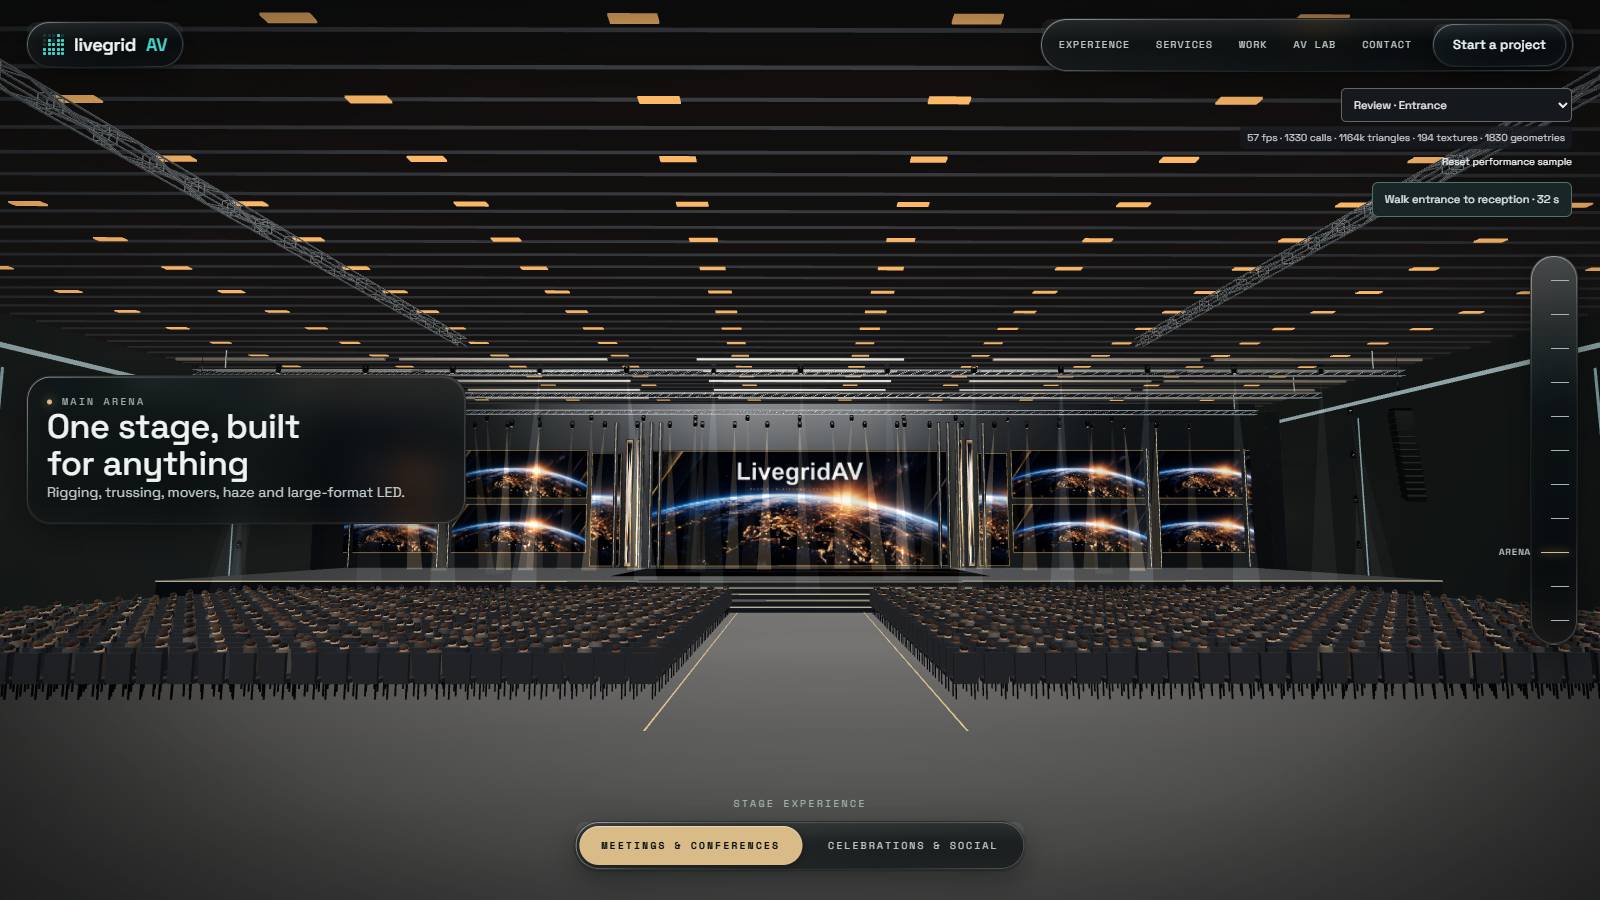 livegrid AV
EXPERIENCE SERVICES WORK AV LAB CONTACT Start a project
Review · Entrance
57 fps · 1330 calls · 1164k triangles · 194 textures · 1830 geometries
Reset performance sample
Walk entrance to reception · 32 s
MAIN ARENA
One stage, built
for anything
Rigging, trussing, movers, haze and large-format LED.
LivegridAV
ARENA
STAGE EXPERIENCE
MEETINGS & CONFERENCES CELEBRATIONS & SOCIAL